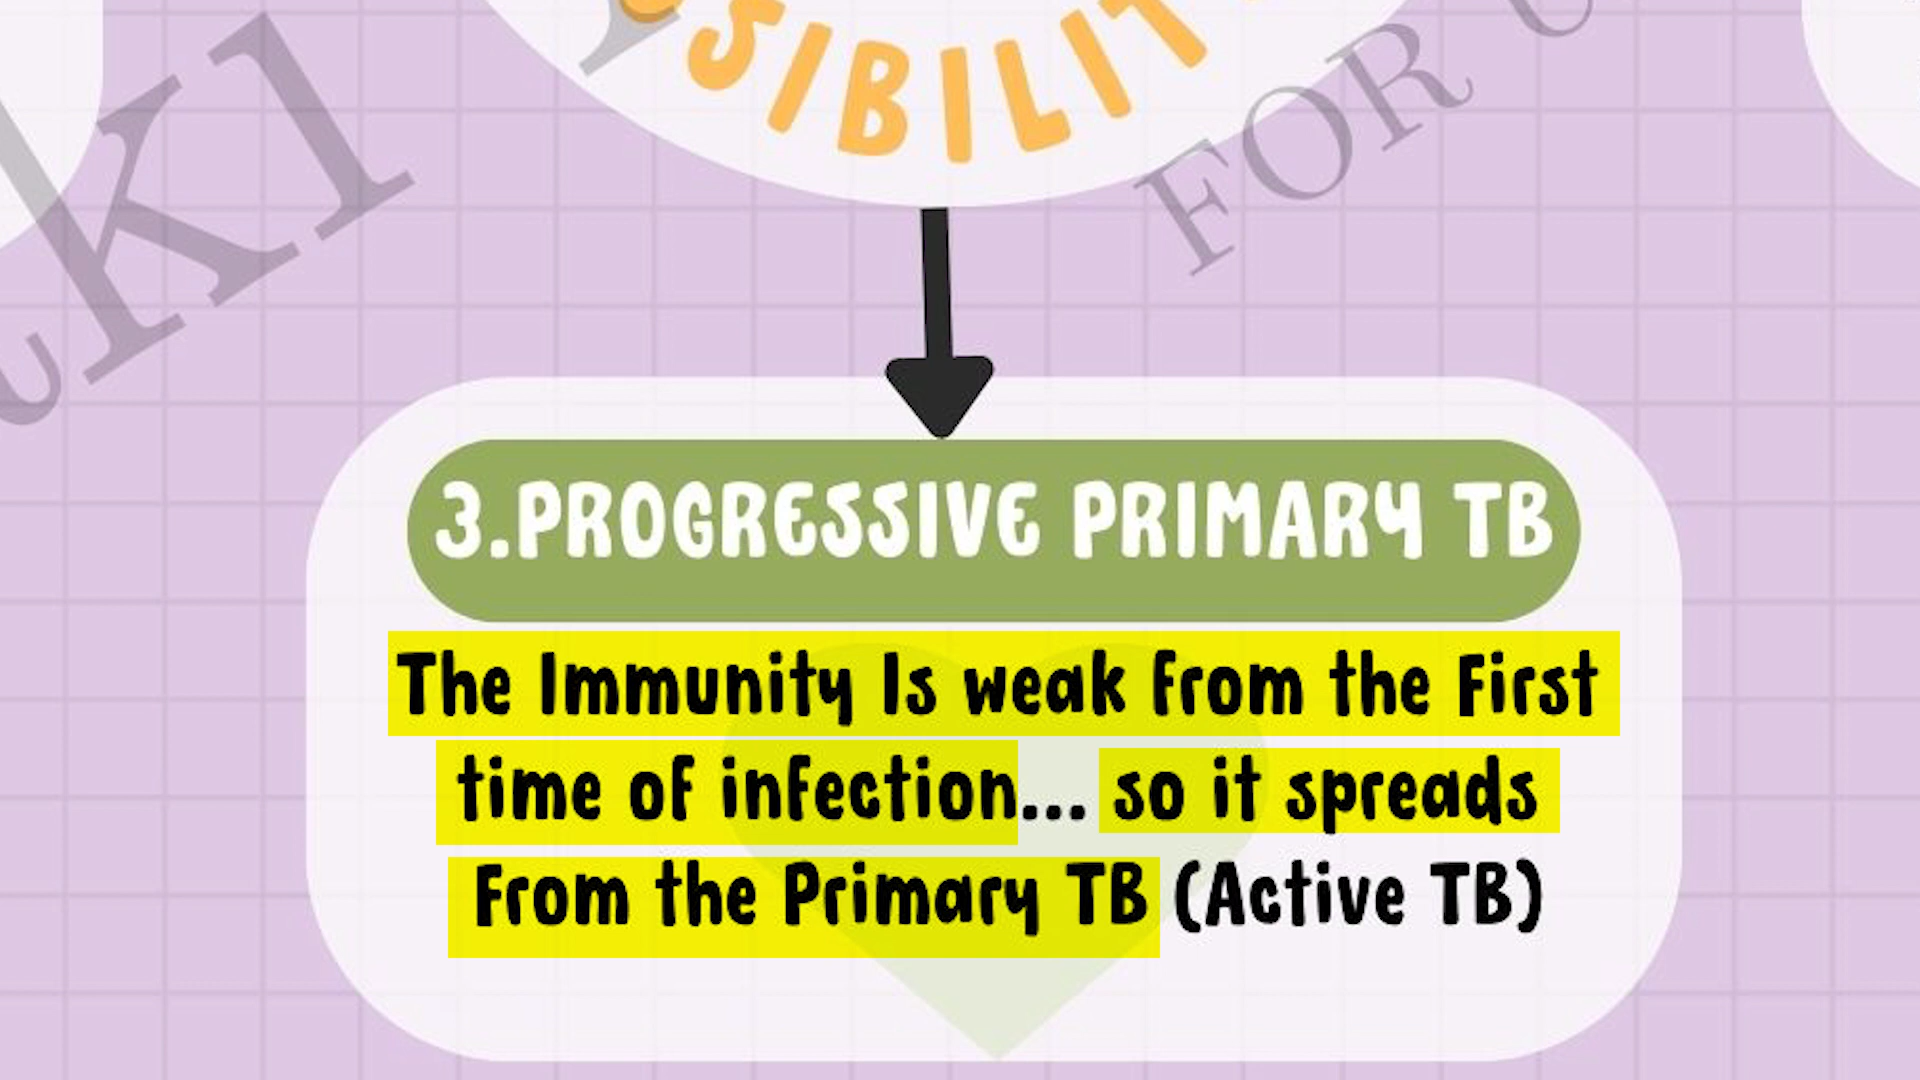 SIBILIT
FOR U
3.PROGRESSIVE PRIMARY TB
The Immunity Is weak from the First
time of infection... so it spreads
From the Primary TB (Active TB)